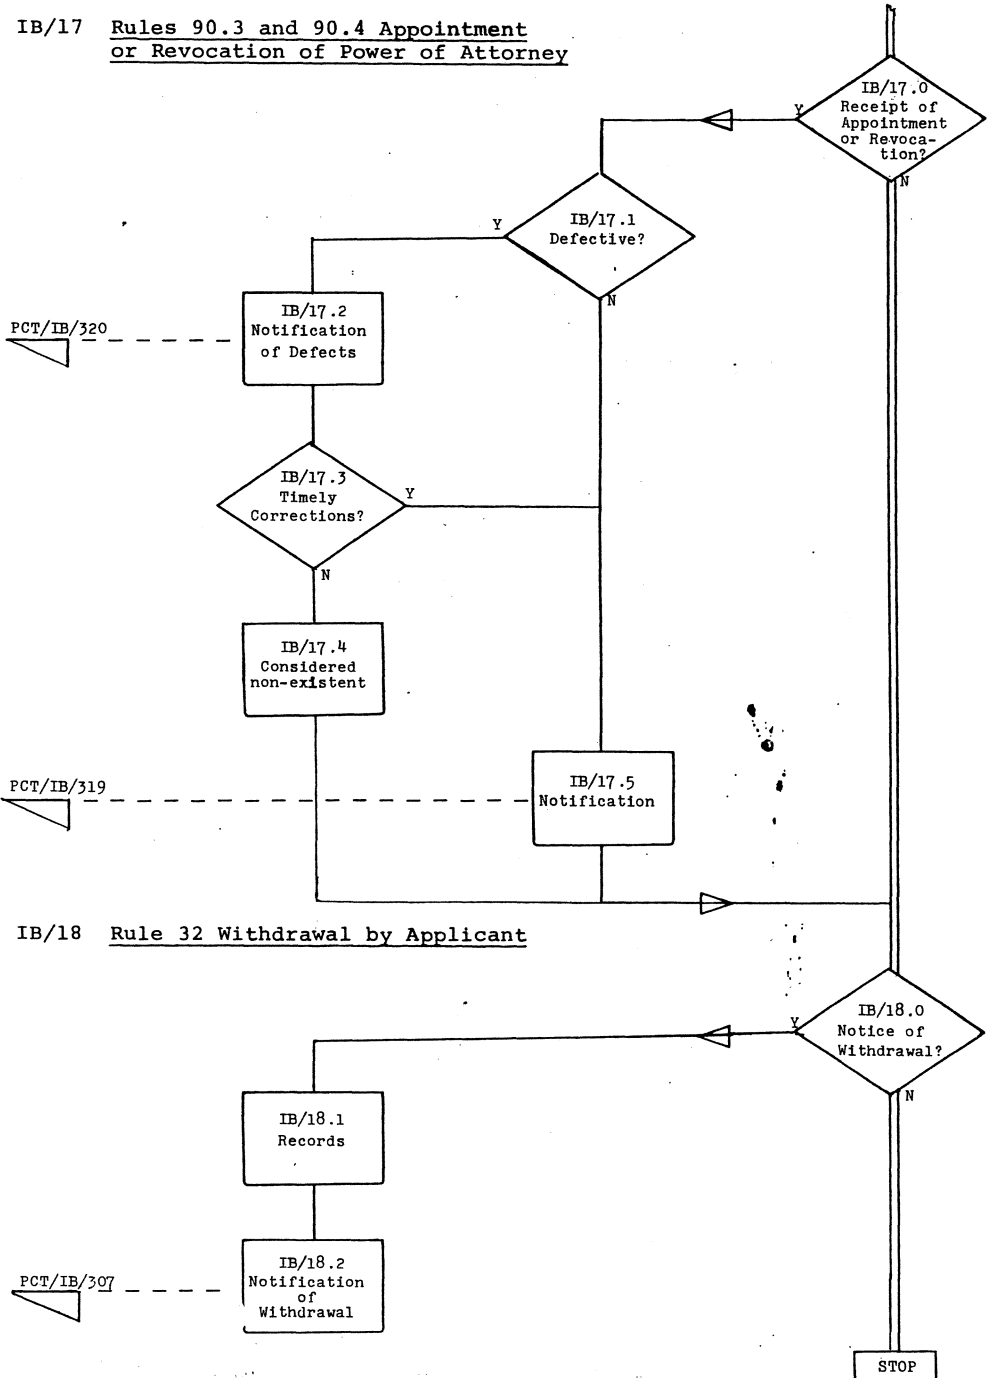 IB/17 Rules 90.3 and 90.4 Appointment
or Revocation of Power of Attorney
IB/17.0
Receipt of
Appointment
or Revoca-
tion?
Y
N
IB/17.1
Defective?
Y
N
IB/17.2
Notification
of Defects
PCT/IB/320
IB/17.3
Timely
Corrections?
Y
N
IB/17.4
Considered
non-existent
IB/17.5
Notification
PCT/IB/319
IB/18 Rule 32 Withdrawal by Applicant
IB/18.0
Notice of
Withdrawal?
Y
N
IB/18.1
Records
IB/18.2
Notification
of
Withdrawal
PCT/IB/307
STOP